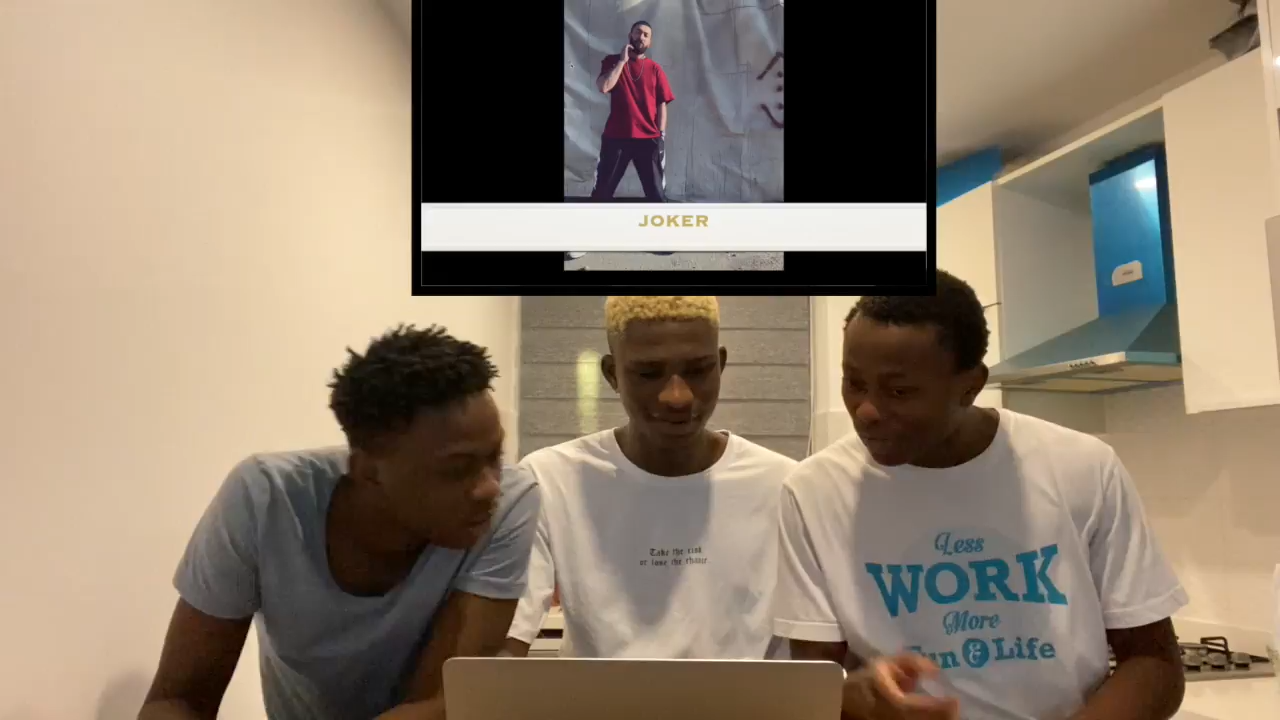 JOKER
Take the risk
or lose the chance
Less
WORK
More
Fun & Life